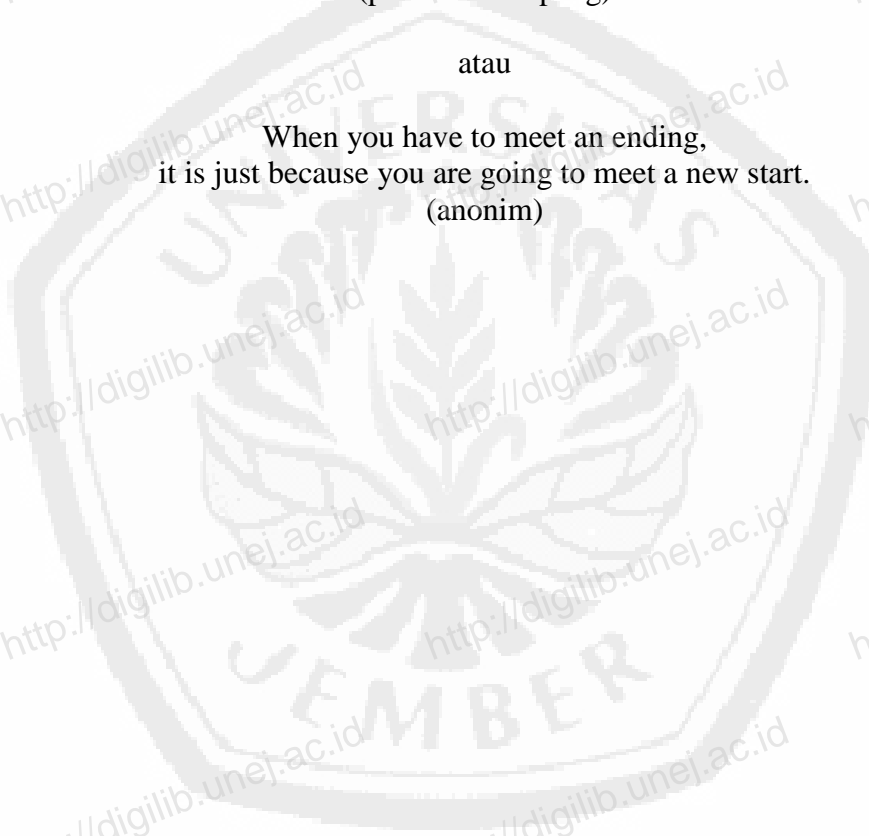 atau
When you have to meet an ending,
it is just because you are going to meet a new start.
(anonim)
http://digilib.unej.ac.id
http://digilib.unej.ac.id
UNIVERSITAS
http://digilib.unej.ac.id
http://digilib.unej.ac.id
http://digilib.unej.ac.id
http://digilib.unej.ac.id
JEMBER
digilib.unej.ac.id
digilib.unej.ac.id